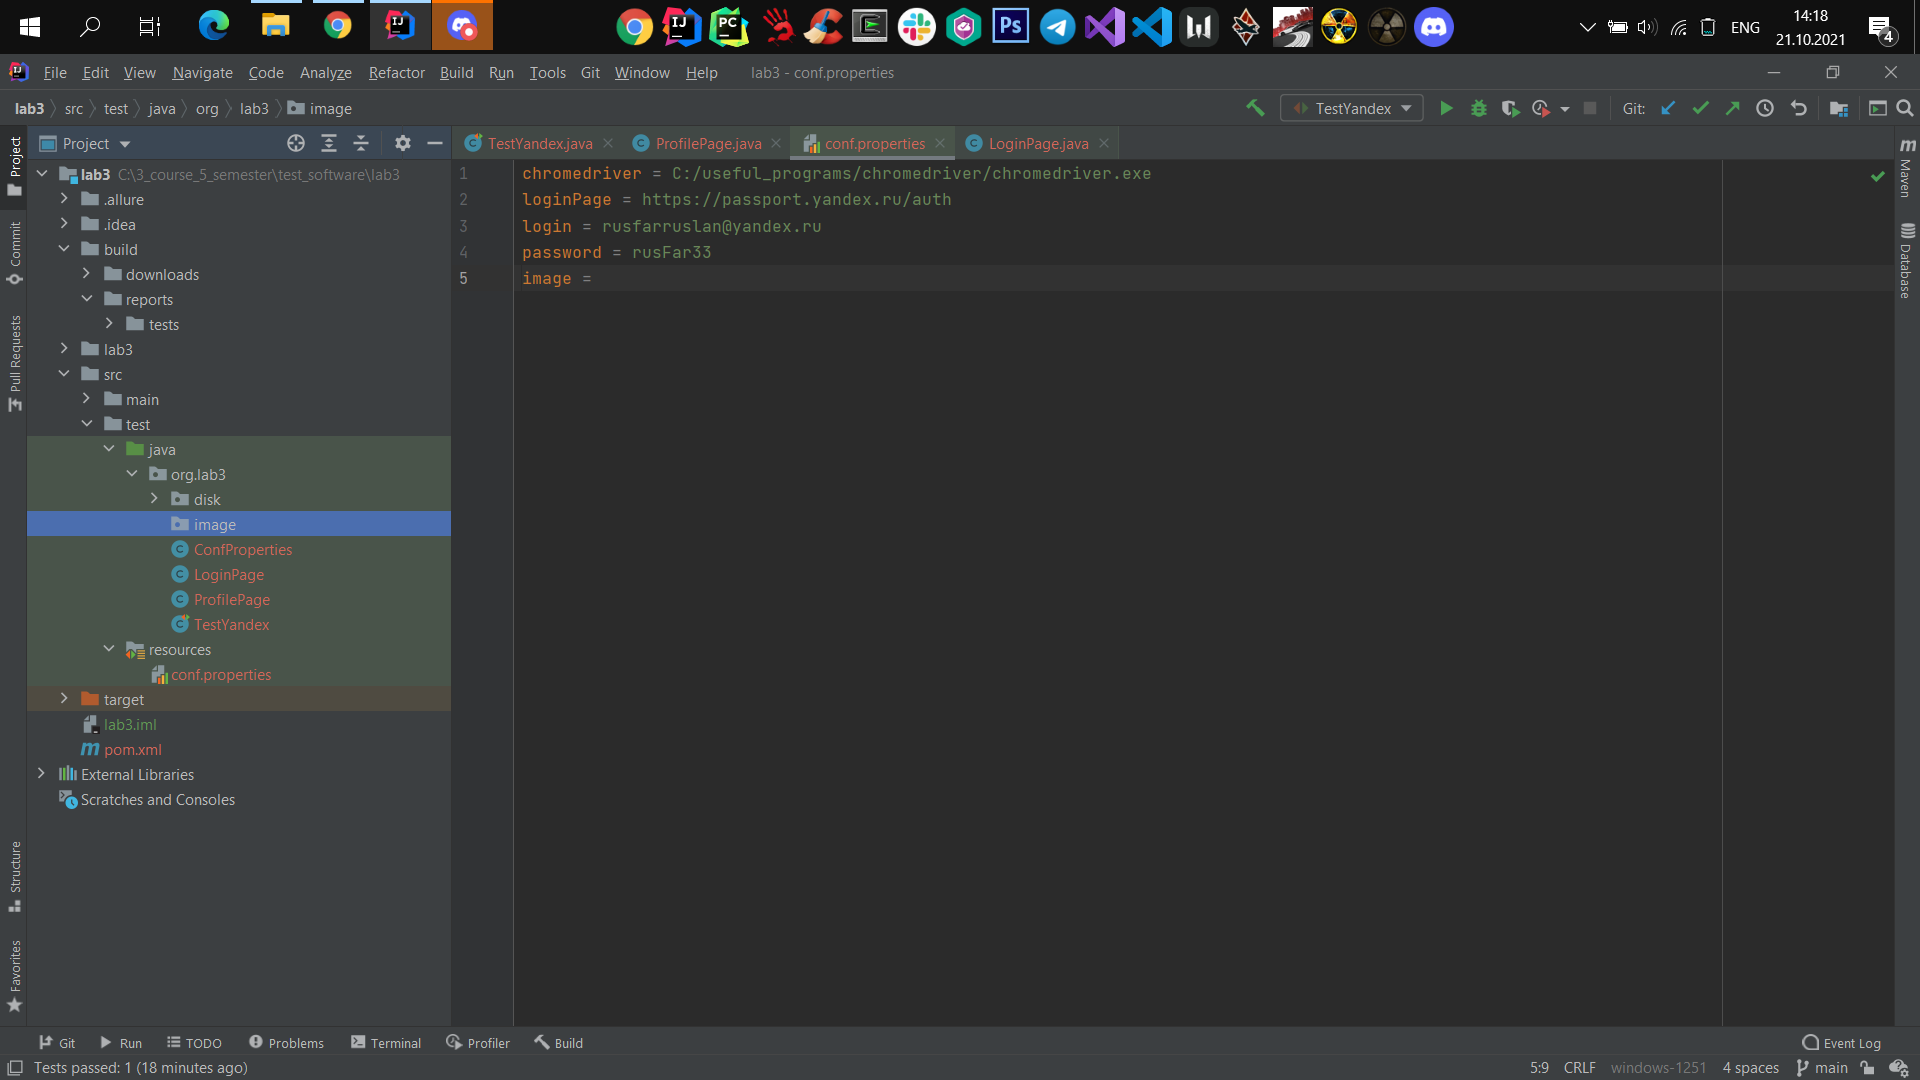 ENG
14:18
21.10.2021
4
File Edit View Navigate Code Analyze Refactor Build Run Tools Git Window Help lab3 - conf.properties
lab3 src test java org lab3 image
TestYandex
Git:
Project
TestYandex.java ProfilePage.java conf.properties LoginPage.java
lab3 C:\3_course_5_semester\test_software\lab3
.allure
.idea
build
downloads
reports
tests
lab3
src
main
test
java
org.lab3
disk
image
ConfProperties
LoginPage
ProfilePage
TestYandex
resources
conf.properties
target
lab3.iml
pom.xml
External Libraries
Scratches and Consoles
1 chromedriver = C:/useful_programs/chromedriver/chromedriver.exe
2 loginPage = https://passport.yandex.ru/auth
3 login = rusfarruslan@yandex.ru
4 password = rusFar33
5 image =
Project
Commit
Pull Requests
Structure
Favorites
Maven
Database
Git Run TODO Problems Terminal Profiler Build Event Log
Tests passed: 1 (18 minutes ago) 5:9 CRLF windows-1251 4 spaces main